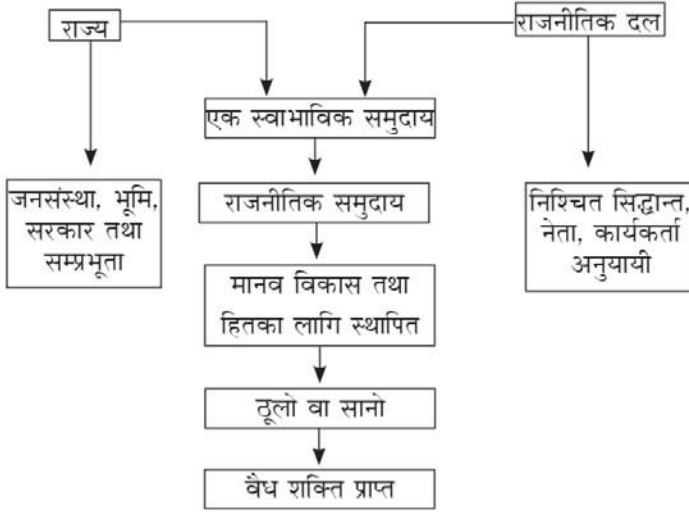 राज्य
राजनीतिक दल
एक स्वाभाविक समुदाय
जनसंस्था, भूमि,
सरकार तथा
सम्प्रभूता
राजनीतिक समुदाय
निश्चित सिद्धान्त,
नेता, कार्यकर्ता
अनुयायी
मानव विकास तथा
हितका लागि स्थापित
ठूलो वा सानो
वैध शक्ति प्राप्त